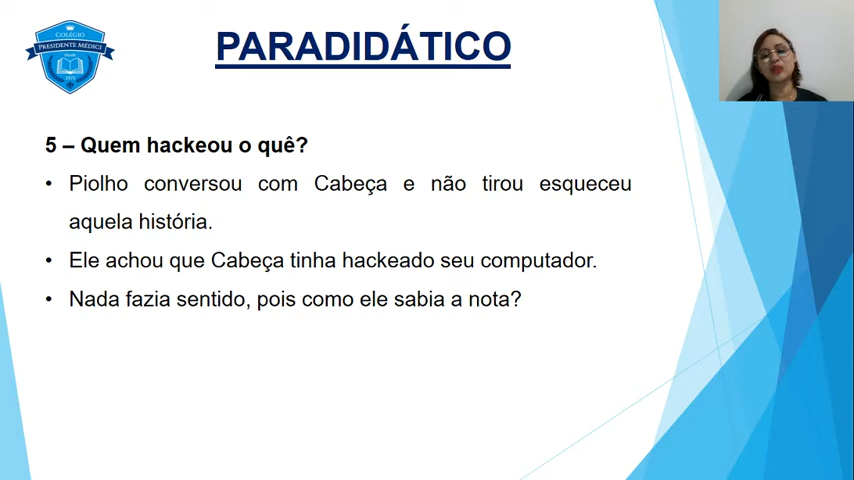 COLÉGIO
PRESIDENTE MÉDICI
PARADIDÁTICO
5 – Quem hackeou o quê?
• Piolho conversou com Cabeça e não tirou esqueceu
aquela história.
• Ele achou que Cabeça tinha hackeado seu computador.
• Nada fazia sentido, pois como ele sabia a nota?